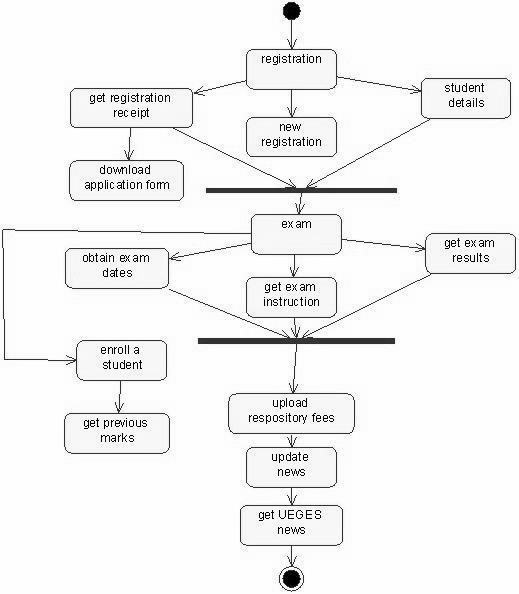 registration
get registration
receipt
student
details
new
registration
download
application form
exam
obtain exam
dates
get exam
results
get exam
instruction
enroll a
student
upload
respository fees
get previous
marks
update
news
get UEGES
news